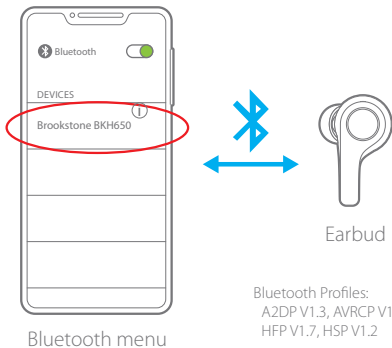 Bluetooth
DEVICES
Brookstone BKH650
i
Earbud
Bluetooth Profiles:
A2DP V1.3, AVRCP V1
HFP V1.7, HSP V1.2
Bluetooth menu